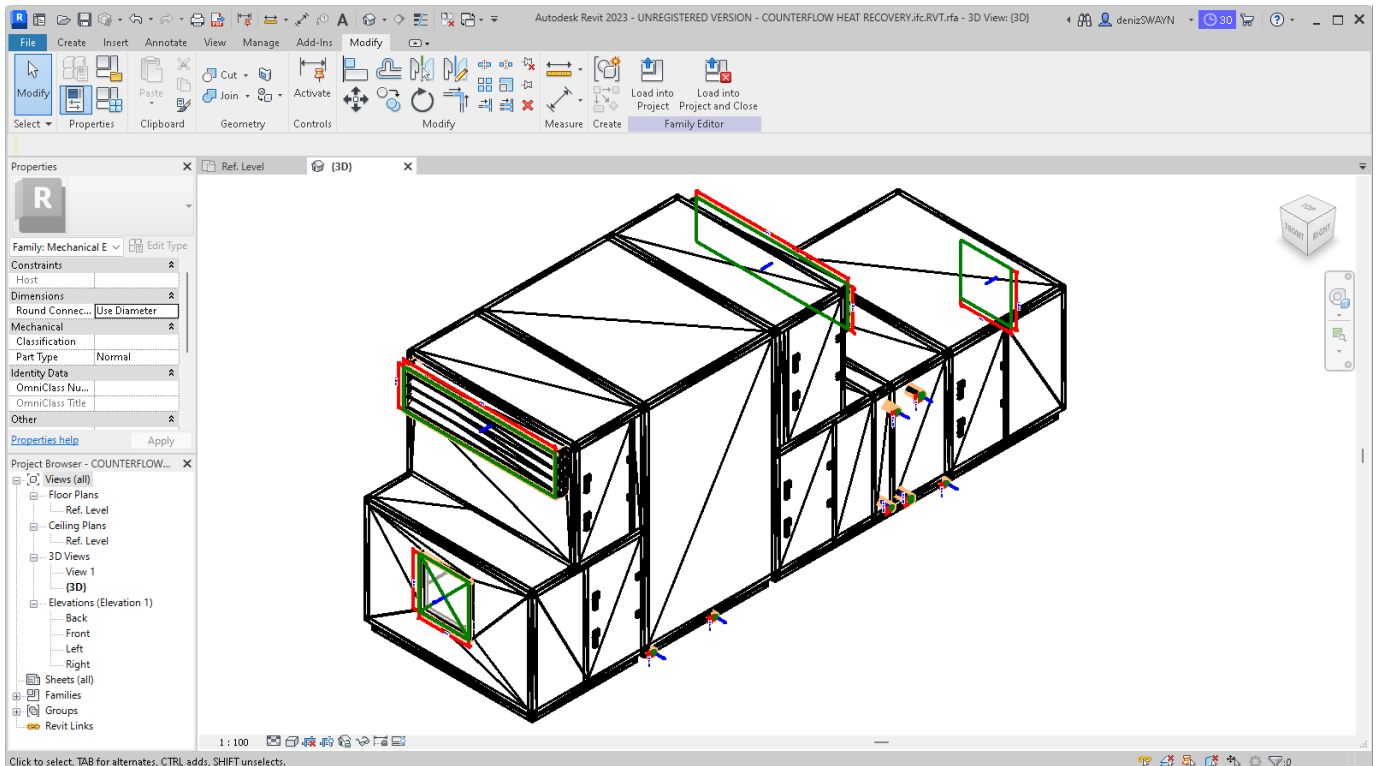 Autodesk Revit 2023 - UNREGISTERED VERSION - COUNTERFLOW HEAT RECOVERY.ifc.RVT.rfa - 3D View: {3D}
denizSWAYN
30
File Create Insert Annotate View Manage Add-Ins Modify
Modify
Paste
Cut
Join
Activate
Load into Project
Load into Project and Close
Select Properties Clipboard Geometry Controls Modify Measure Create Family Editor
Properties
Ref. Level
{3D}
R
Family: Mechanical E
Edit Type
Constraints
Host
Dimensions
Round Connec... Use Diameter
Mechanical
Classification
Part Type Normal
Identity Data
OmniClass Nu...
OmniClass Title
Other
Properties help
Apply
Project Browser - COUNTERFLOW...
Views (all)
Floor Plans
Ref. Level
Ceiling Plans
Ref. Level
3D Views
View 1
{3D}
Elevations (Elevation 1)
Back
Front
Left
Right
Sheets (all)
Families
Groups
Revit Links
TOP
FRONT
RIGHT
1 : 100
Click to select, TAB for alternates, CTRL adds, SHIFT unselects.
:0